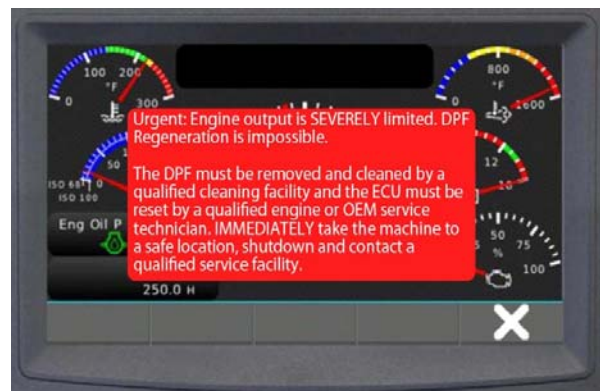 100 200
°F
0 300
800
°F
0 1600
Urgent: Engine output is SEVERELY limited. DPF
Regeneration is impossible.
The DPF must be removed and cleaned by a
qualified cleaning facility and the ECU must be
reset by a qualified engine or OEM service
technician. IMMEDIATELY take the machine to
a safe location, shutdown and contact a
qualified service facility.
50
ISO 68 0
ISO 100
12
Eng Oil P
50 75
%
100
250.0 H